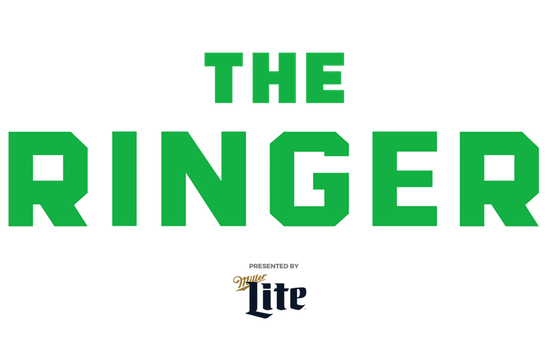 THE
RINGER
PRESENTED BY
Miller
Lite